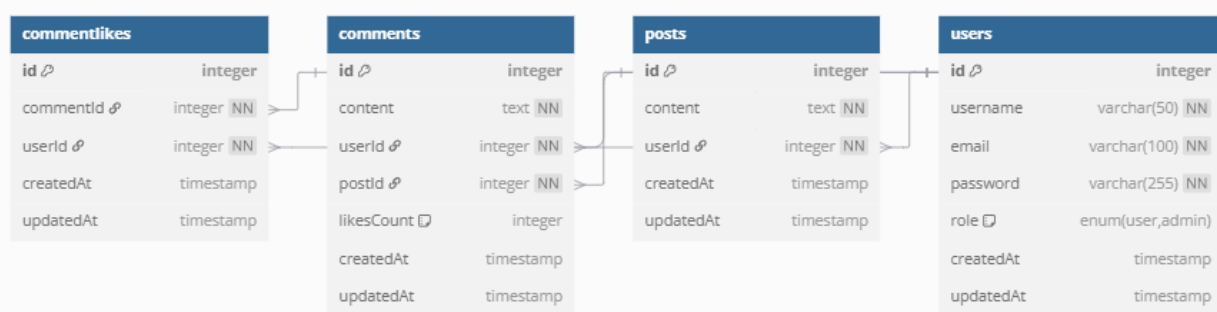 commentlikes
id integer
commentId integer NN
userId integer NN
createdAt timestamp
updatedAt timestamp
comments
id integer
content text NN
userId integer NN
postId integer NN
likesCount integer
createdAt timestamp
updatedAt timestamp
posts
id integer
content text NN
userId integer NN
createdAt timestamp
updatedAt timestamp
users
id integer
username varchar(50) NN
email varchar(100) NN
password varchar(255) NN
role enum(user,admin)
createdAt timestamp
updatedAt timestamp